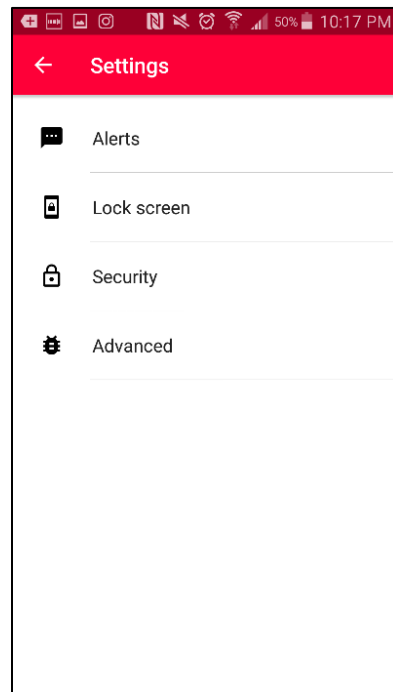 50% 10:17 PM
Settings
Alerts
Lock screen
Security
Advanced